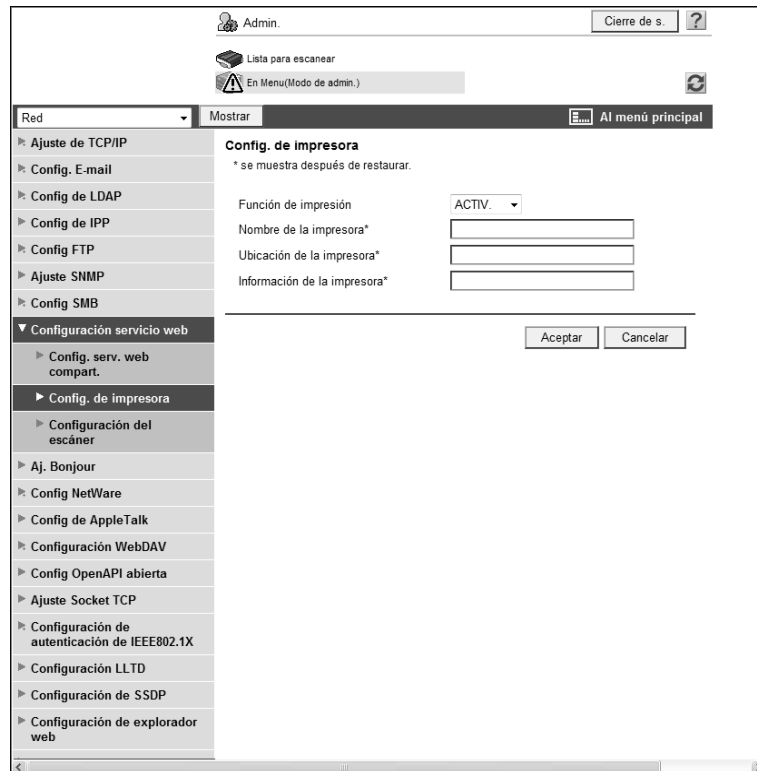 Admin.
Cierre de s.
?
Lista para escanear
En Menu(Modo de admin.)
Red
Mostrar
Al menú principal
Ajuste de TCP/IP
Config. E-mail
Config de LDAP
Config de IPP
Config FTP
Ajuste SNMP
Config SMB
Configuración servicio web
Config. serv. web
compart.
Config. de impresora
Configuración del
escáner
Aj. Bonjour
Config NetWare
Config de AppleTalk
Configuración WebDAV
Config OpenAPI abierta
Ajuste Socket TCP
Configuración de
autenticación de IEEE802.1X
Configuración LLTD
Configuración de SSDP
Configuración de explorador
web
Config. de impresora
* se muestra después de restaurar.
Función de impresión
ACTIV.
Nombre de la impresora*
Ubicación de la impresora*
Información de la impresora*
Aceptar
Cancelar